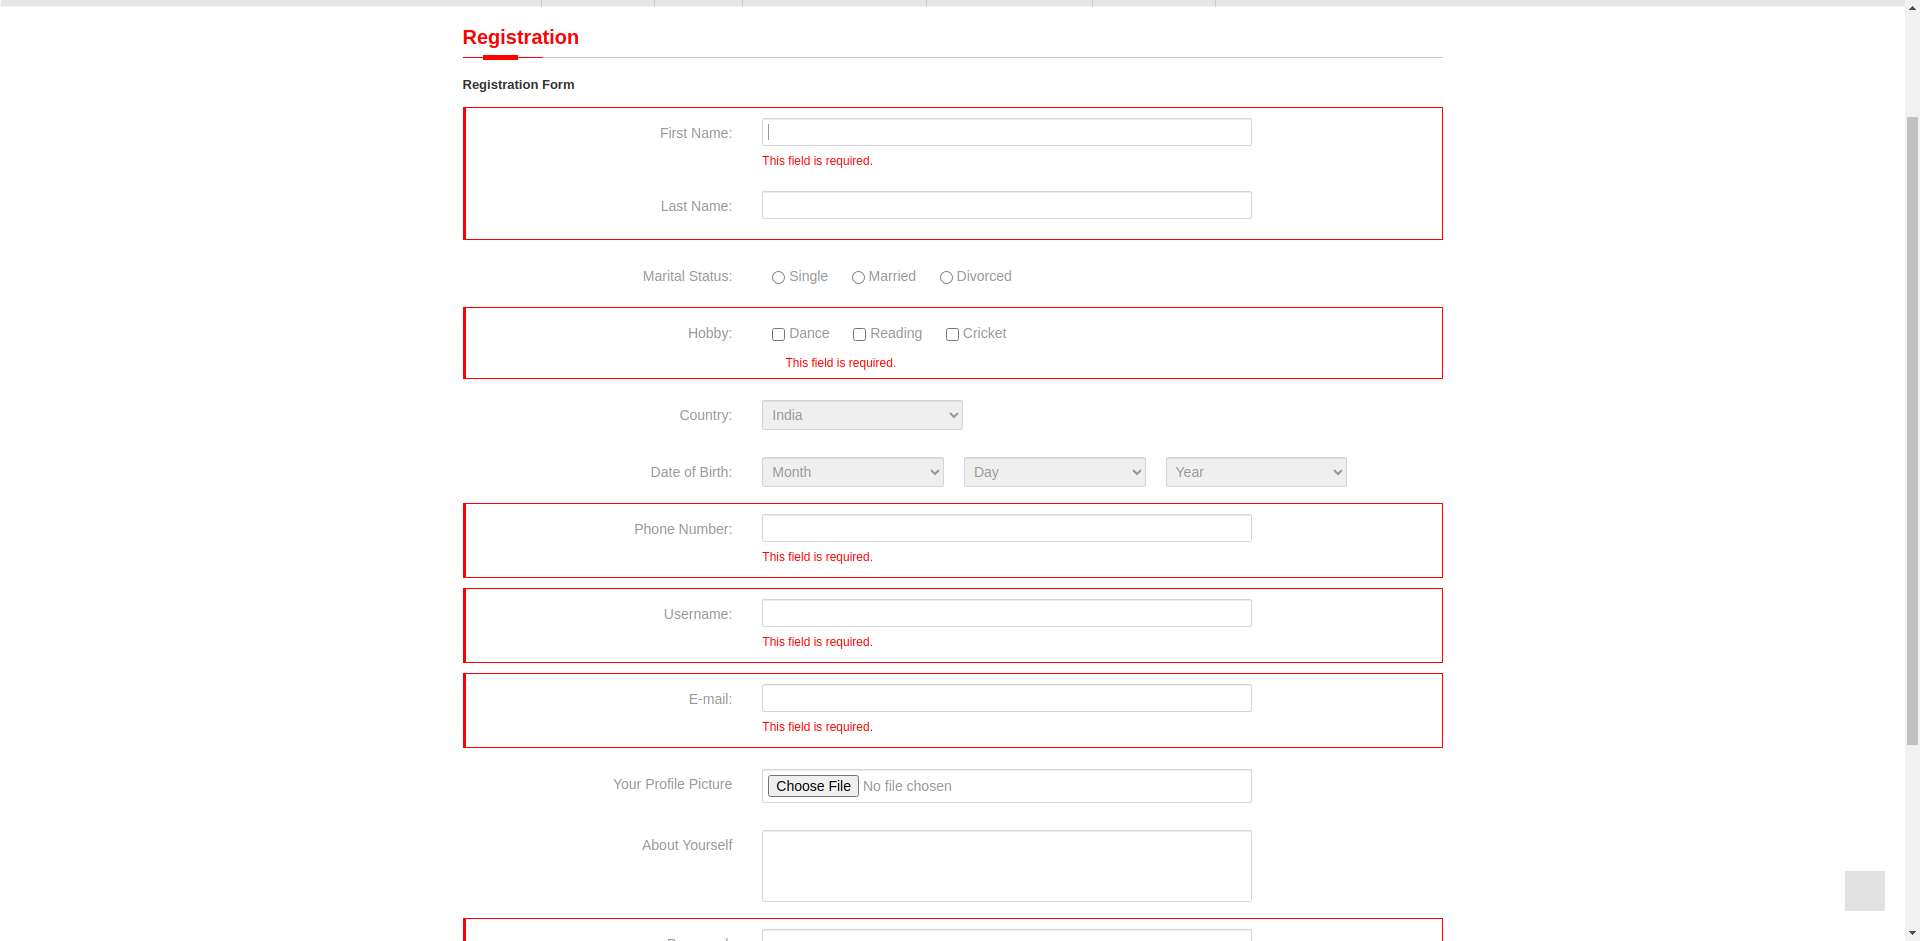 Registration
Registration Form
First Name:
This field is required.
Last Name:
Marital Status: Single Married Divorced
Hobby: Dance Reading Cricket
This field is required.
Country: India
Date of Birth: Month Day Year
Phone Number:
This field is required.
Username:
This field is required.
E-mail:
This field is required.
Your Profile Picture Choose File No file chosen
About Yourself